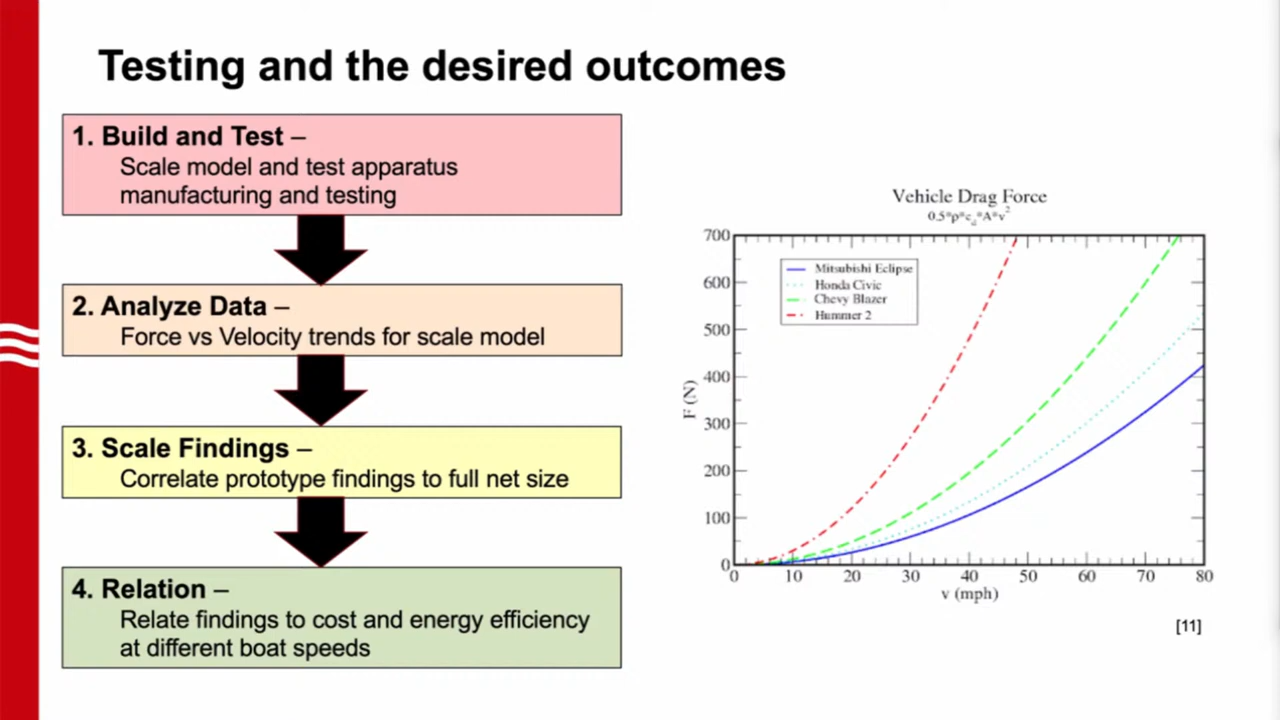 Testing and the desired outcomes
1. Build and Test –
Scale model and test apparatus
manufacturing and testing
2. Analyze Data –
Force vs Velocity trends for scale model
3. Scale Findings –
Correlate prototype findings to full net size
4. Relation –
Relate findings to cost and energy efficiency
at different boat speeds
Vehicle Drag Force
0.5*ρ*c_d*A*v^2
Mitsubishi Eclipse
Honda Civic
Chevy Blazer
Hummer 2
700
600
500
400
300
200
100
0
F (N)
0 10 20 30 40 50 60 70 80
v (mph)
[11]